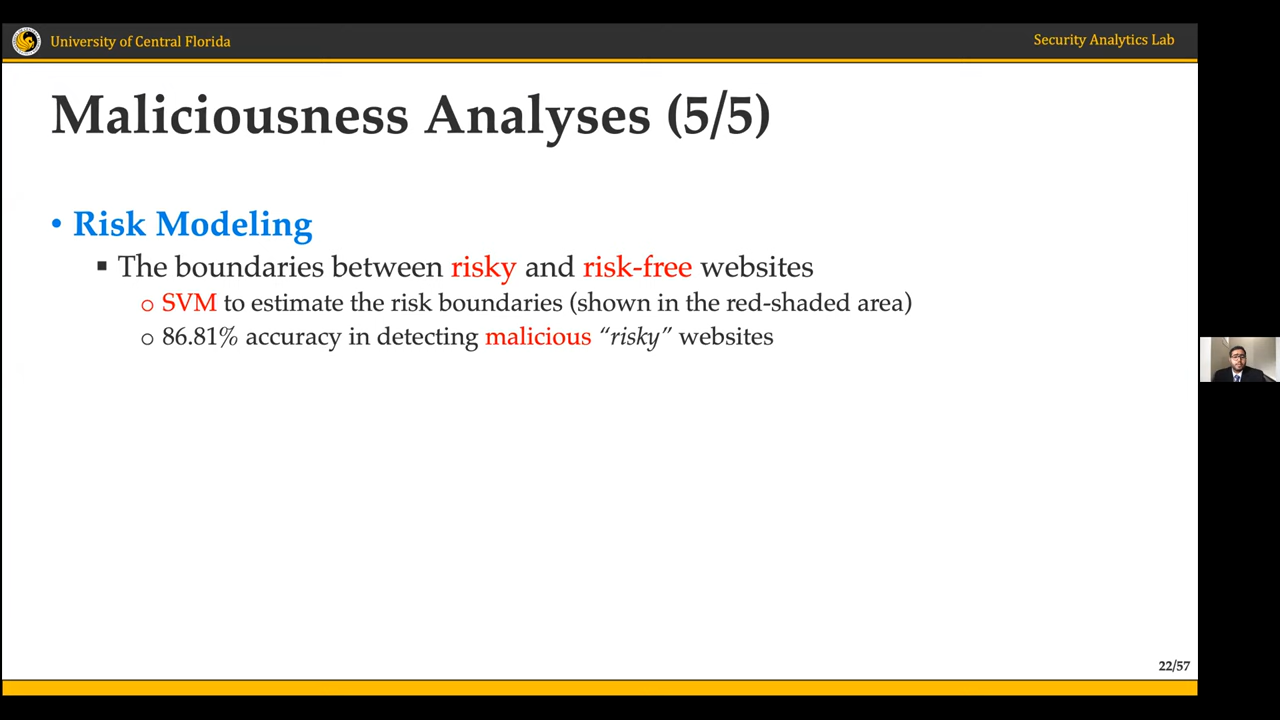 University of Central Florida
Security Analytics Lab
Maliciousness Analyses (5/5)
• Risk Modeling
▪ The boundaries between risky and risk-free websites
o SVM to estimate the risk boundaries (shown in the red-shaded area)
o 86.81% accuracy in detecting malicious “risky” websites
22/57